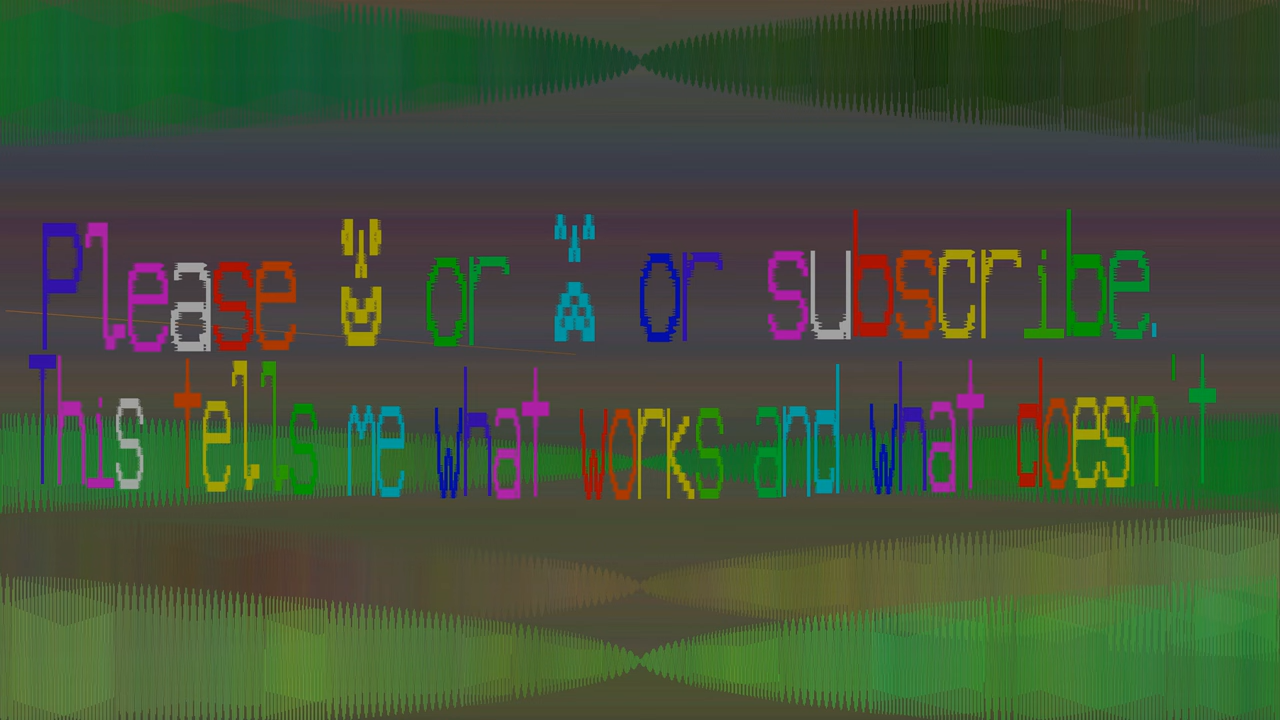 Please or or subscribe.
This tells me what works and what doesn't